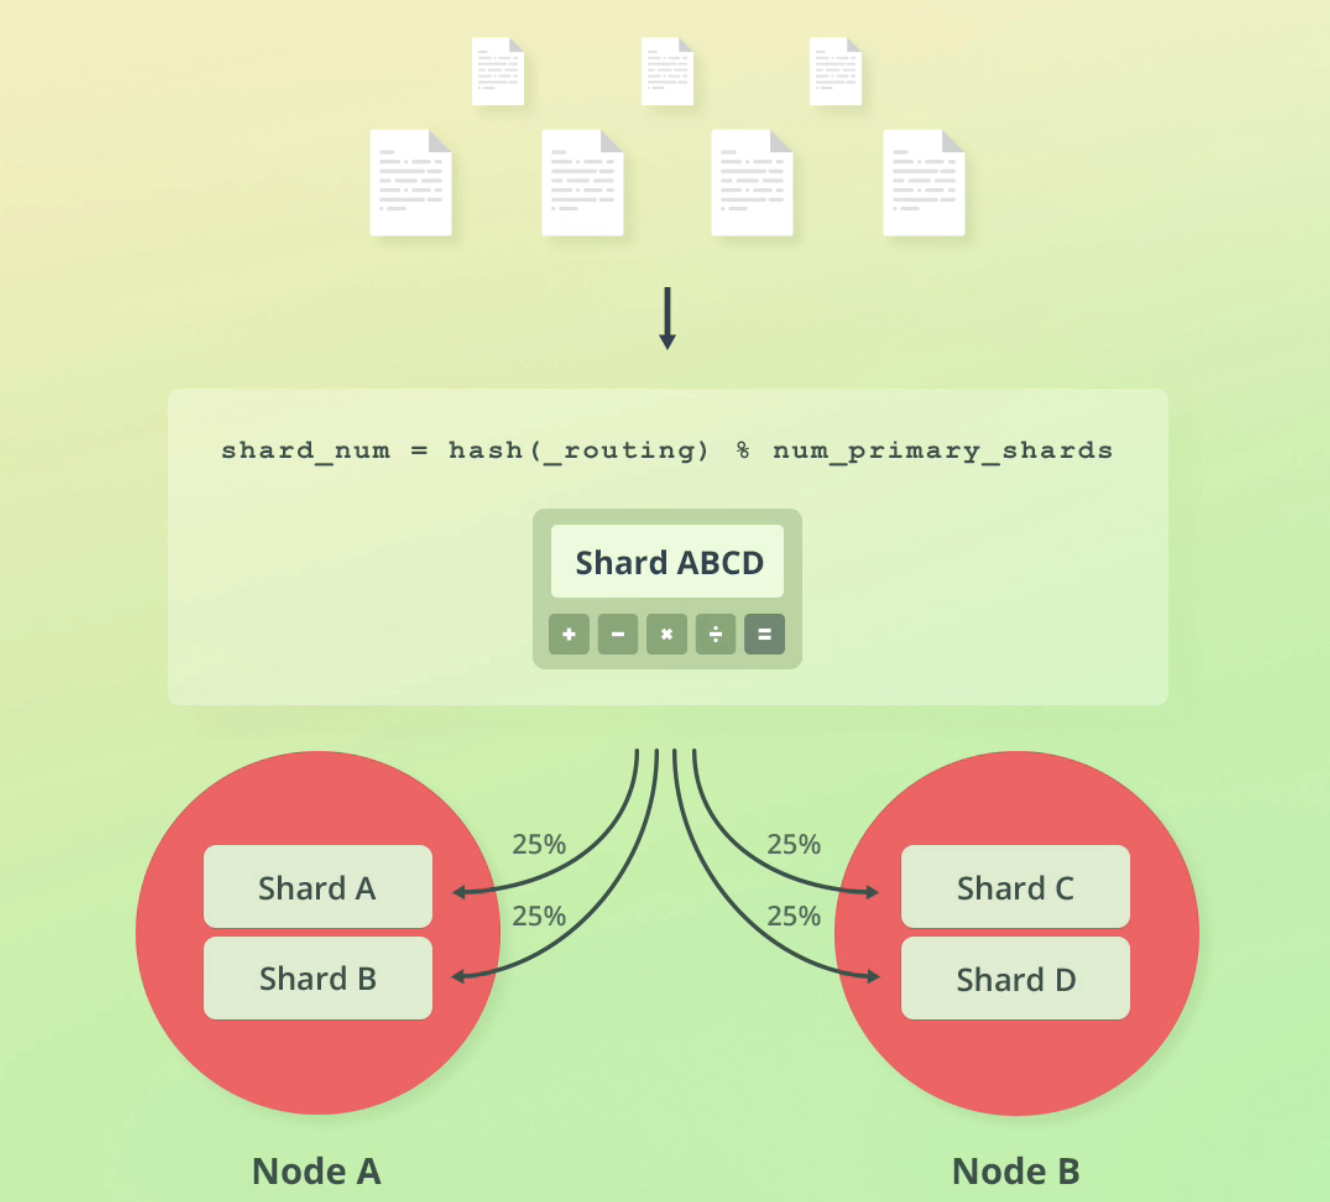 shard_num = hash(_routing) % num_primary_shards
Shard ABCD
+ − × ÷ =
25%
25%
25%
25%
Shard A
Shard B
Shard C
Shard D
Node A
Node B